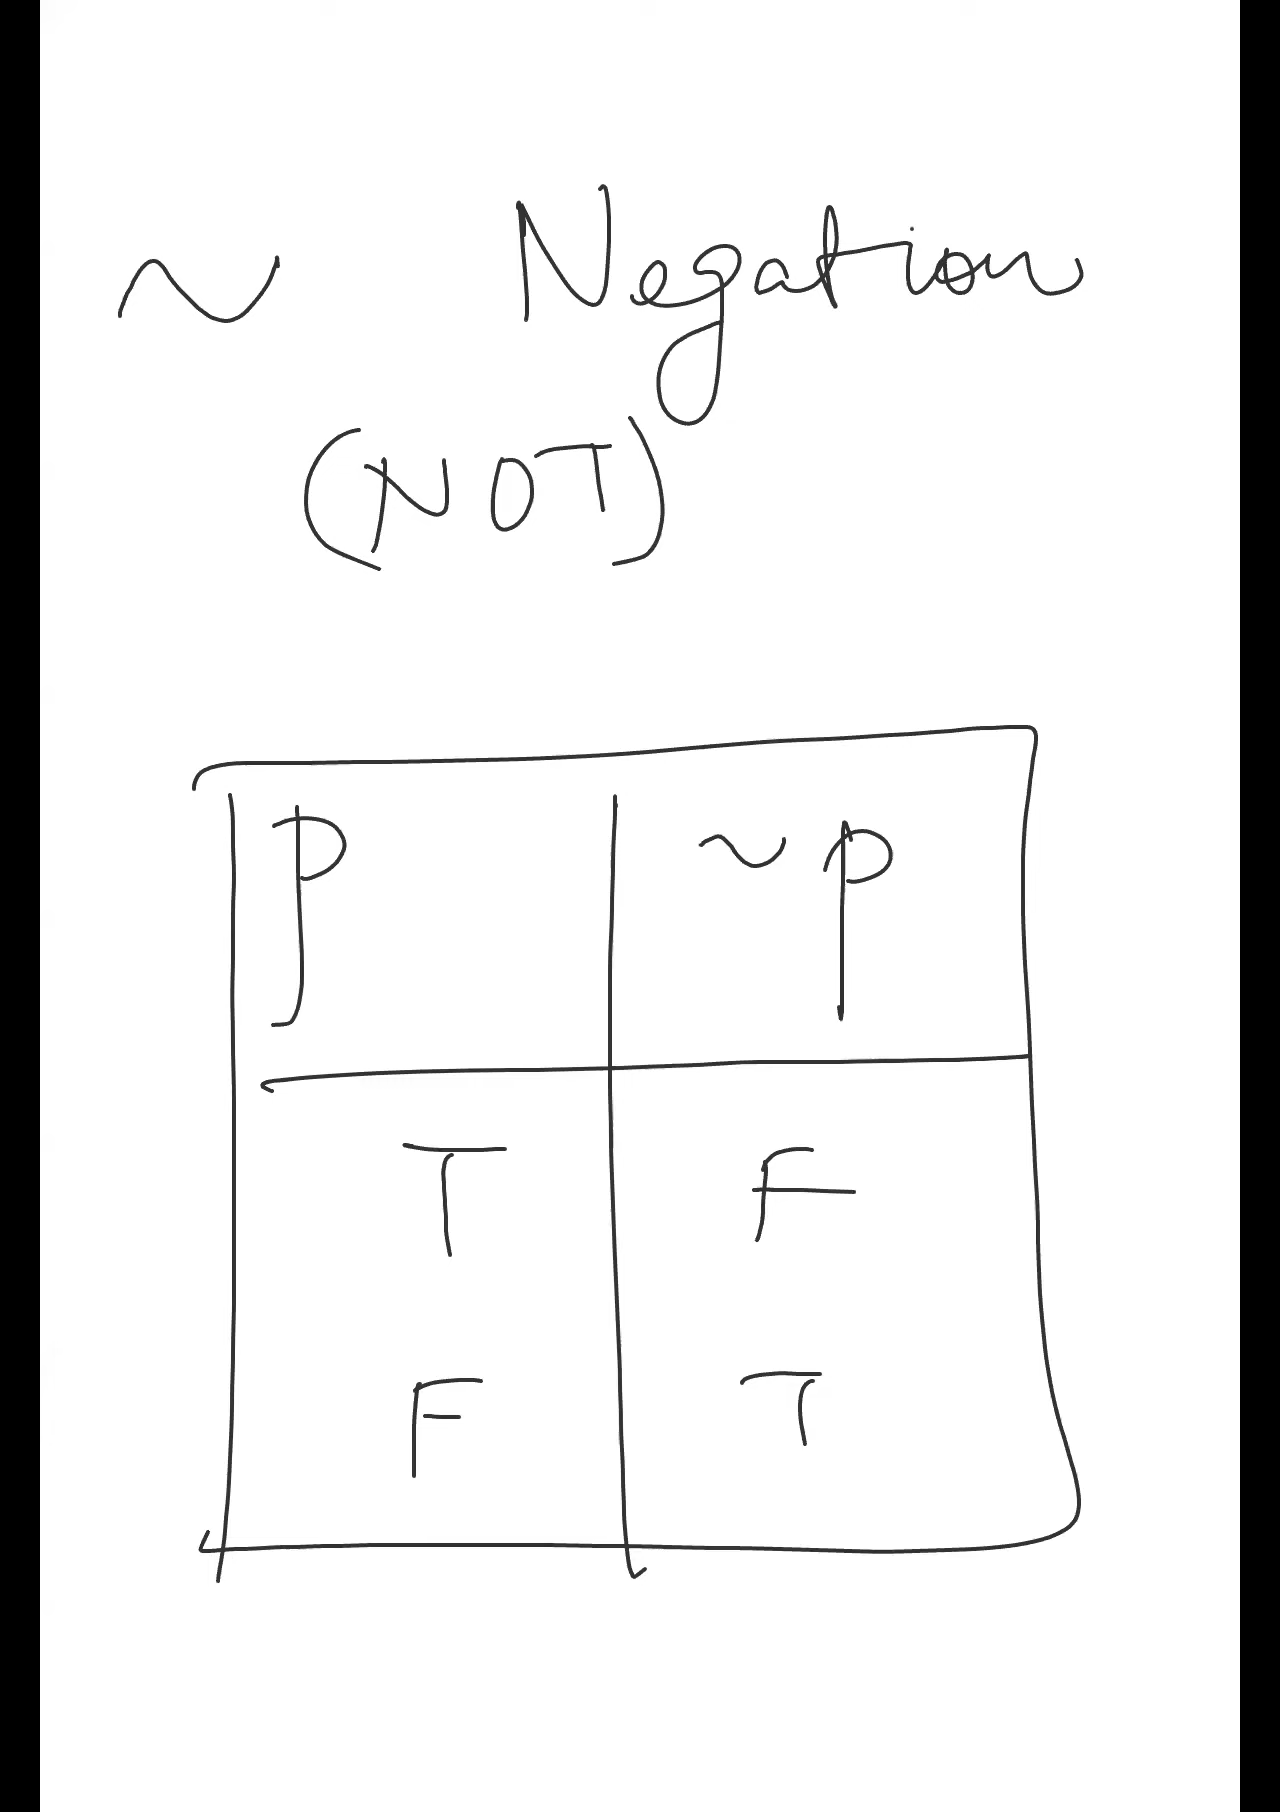 ~ Negation
(NOT)
p ~p
T F
F T